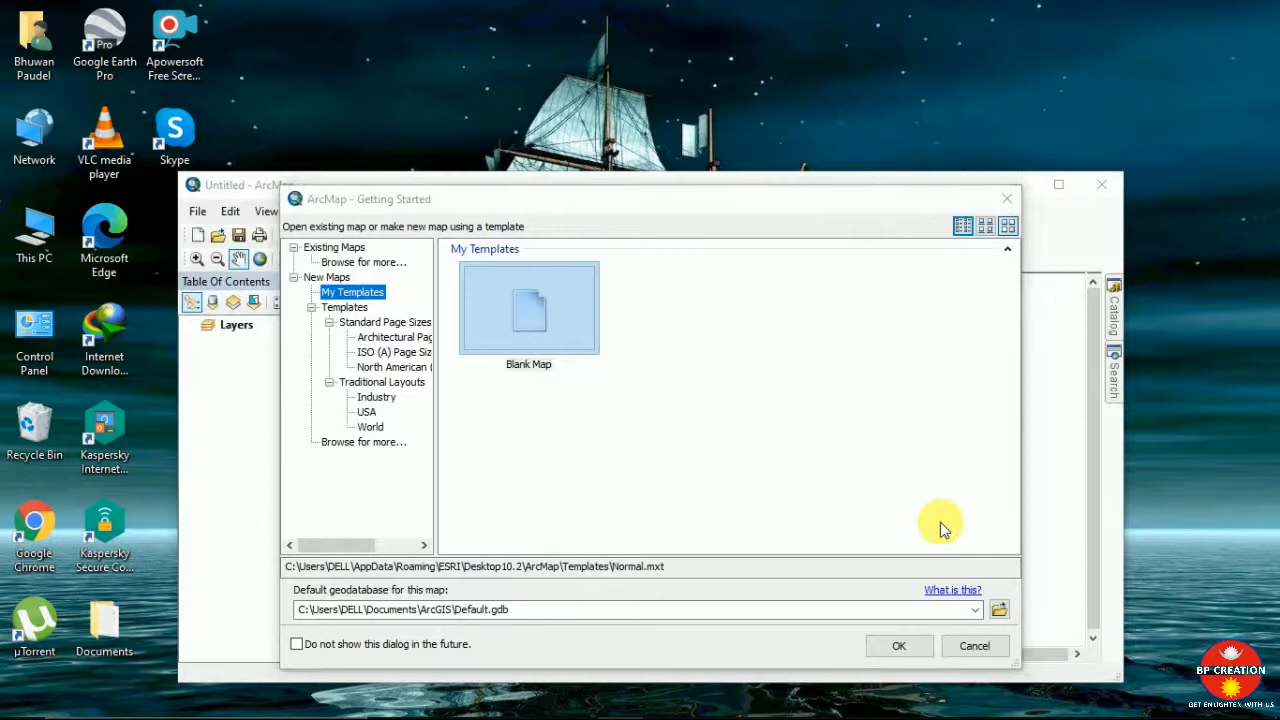 Bhuwan
Paudel
Google Earth
Pro
Pro
Apowersoft
Free Scre...
Network
VLC media
player
Skype
This PC
Microsoft
Edge
Control
Panel
Internet
Downlo...
Recycle Bin
Kaspersky
Internet...
Google
Chrome
Kaspersky
Secure Co...
µTorrent
Documents
Untitled - ArcMa
File Edit View
Table Of Contents
Layers
Catalog
Search
ArcMap - Getting Started
Open existing map or make new map using a template
Existing Maps
Browse for more...
New Maps
My Templates
Templates
Standard Page Sizes
Architectural Pag
ISO (A) Page Siz
North American (
Traditional Layouts
Industry
USA
World
Browse for more...
My Templates
Blank Map
C:\Users\DELL\AppData\Roaming\ESRI\Desktop10.2\ArcMap\Templates\Normal.mxt
Default geodatabase for this map:
What is this?
C:\Users\DELL\Documents\ArcGIS\Default.gdb
Do not show this dialog in the future.
OK
Cancel
BP CREATION
GET ENLIGHTEN WITH US